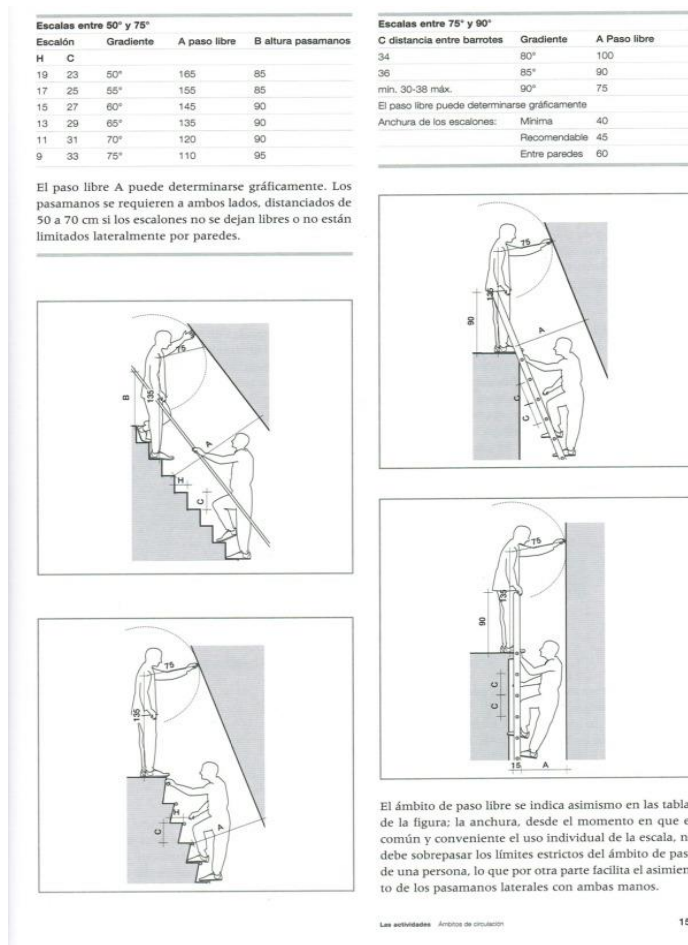 Escalas entre 50° y 75°
Escalón Gradiente A paso libre B altura pasamanos
H C
19 23 50° 165 85
17 25 55° 155 85
15 27 60° 145 90
13 29 65° 135 90
11 31 70° 120 90
9 33 75° 110 95
El paso libre A puede determinarse gráficamente. Los
pasamanos se requieren a ambos lados, distanciados de
50 a 70 cm si los escalones no se dejan libres o no están
limitados lateralmente por paredes.
75
135
B
A
H
C
75
135
H
C
A
Escalas entre 75° y 90°
C distancia entre barrotes Gradiente A Paso libre
34 80° 100
36 85° 90
mín. 30-38 máx. 90° 75
El paso libre puede determinarse gráficamente
Anchura de los escalones: Mínima 40
Recomendable 45
Entre paredes 60
75
135
90
A
C
C
75
135
90
C
C
15 A
El ámbito de paso libre se indica asimismo en las tabla
de la figura; la anchura, desde el momento en que e
común y conveniente el uso individual de la escala, n
debe sobrepasar los límites estrictos del ámbito de pas
de una persona, lo que por otra parte facilita el asimien
to de los pasamanos laterales con ambas manos.
Las actividades Ámbitos de circulación 15